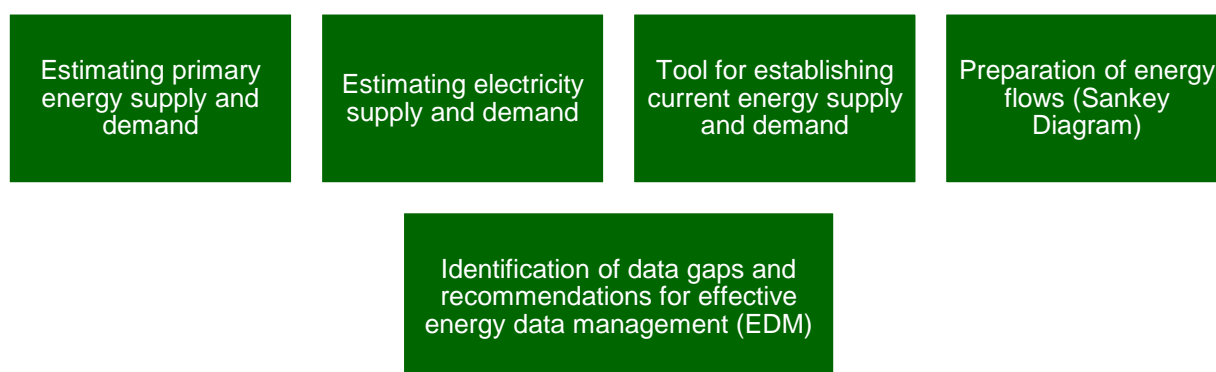 Estimating primary
energy supply and
demand
Estimating electricity
supply and demand
Tool for establishing
current energy supply
and demand
Preparation of energy
flows (Sankey
Diagram)
Identification of data gaps and
recommendations for effective
energy data management (EDM)